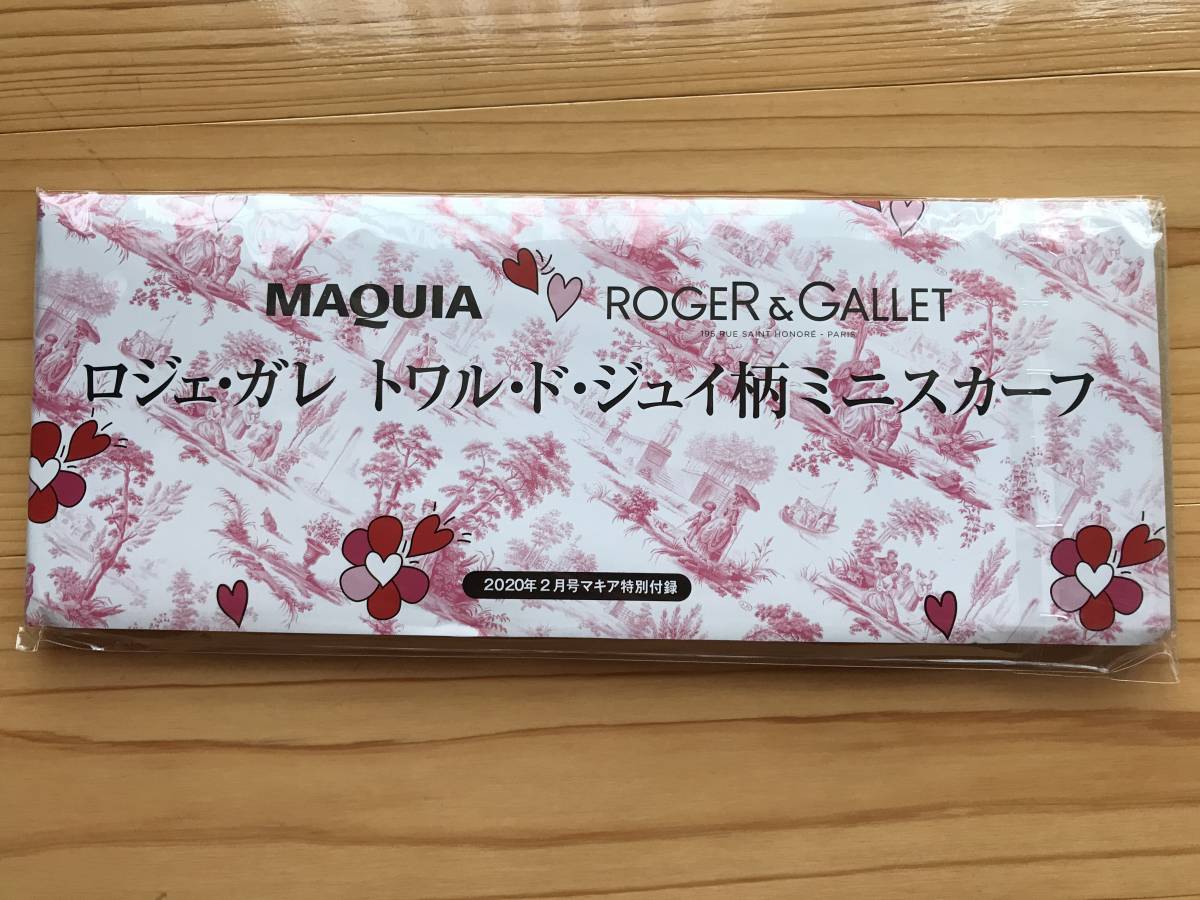 MAQUIA
ROGER & GALLET
195, RUE SAINT HONORÉ - PARIS
ロジェ・ガレ トワル・ド・ジュイ柄ミニスカーフ
2020年2月号マキア特別付録